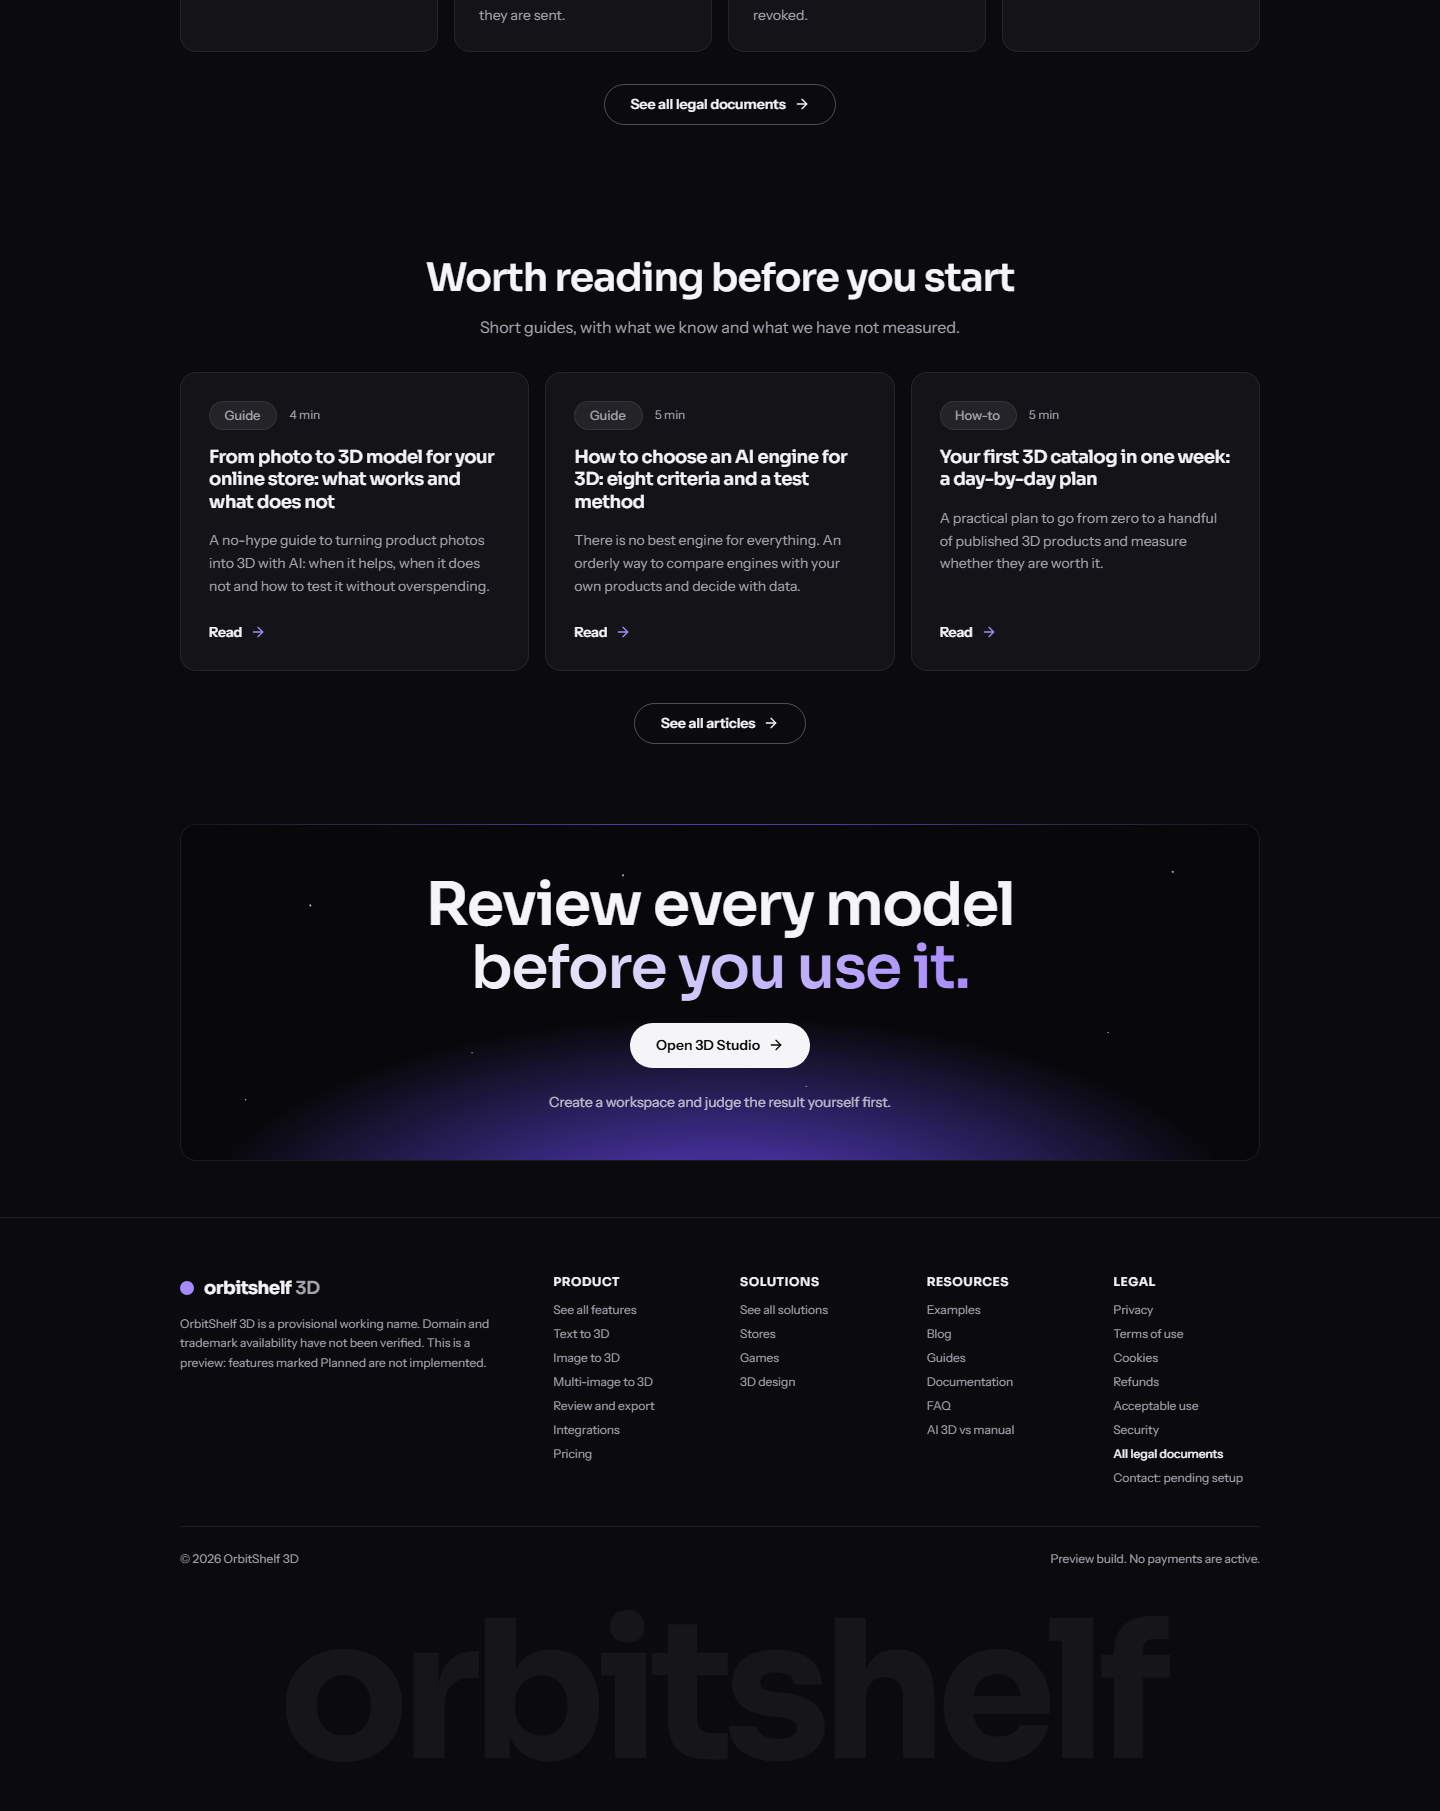 they are sent.
revoked.
See all legal documents
Worth reading before you start
Short guides, with what we know and what we have not measured.
Guide 4 min
From photo to 3D model for your
online store: what works and
what does not
A no-hype guide to turning product photos
into 3D with AI: when it helps, when it does
not and how to test it without overspending.
Read
Guide 5 min
How to choose an AI engine for
3D: eight criteria and a test
method
There is no best engine for everything. An
orderly way to compare engines with your
own products and decide with data.
Read
How-to 5 min
Your first 3D catalog in one week:
a day-by-day plan
A practical plan to go from zero to a handful
of published 3D products and measure
whether they are worth it.
Read
See all articles
Review every model
before you use it.
Open 3D Studio
Create a workspace and judge the result yourself first.
orbitshelf 3D
OrbitShelf 3D is a provisional working name. Domain and
trademark availability have not been verified. This is a
preview: features marked Planned are not implemented.
PRODUCT
See all features
Text to 3D
Image to 3D
Multi-image to 3D
Review and export
Integrations
Pricing
SOLUTIONS
See all solutions
Stores
Games
3D design
RESOURCES
Examples
Blog
Guides
Documentation
FAQ
AI 3D vs manual
LEGAL
Privacy
Terms of use
Cookies
Refunds
Acceptable use
Security
All legal documents
Contact: pending setup
© 2026 OrbitShelf 3D
Preview build. No payments are active.
orbitshelf